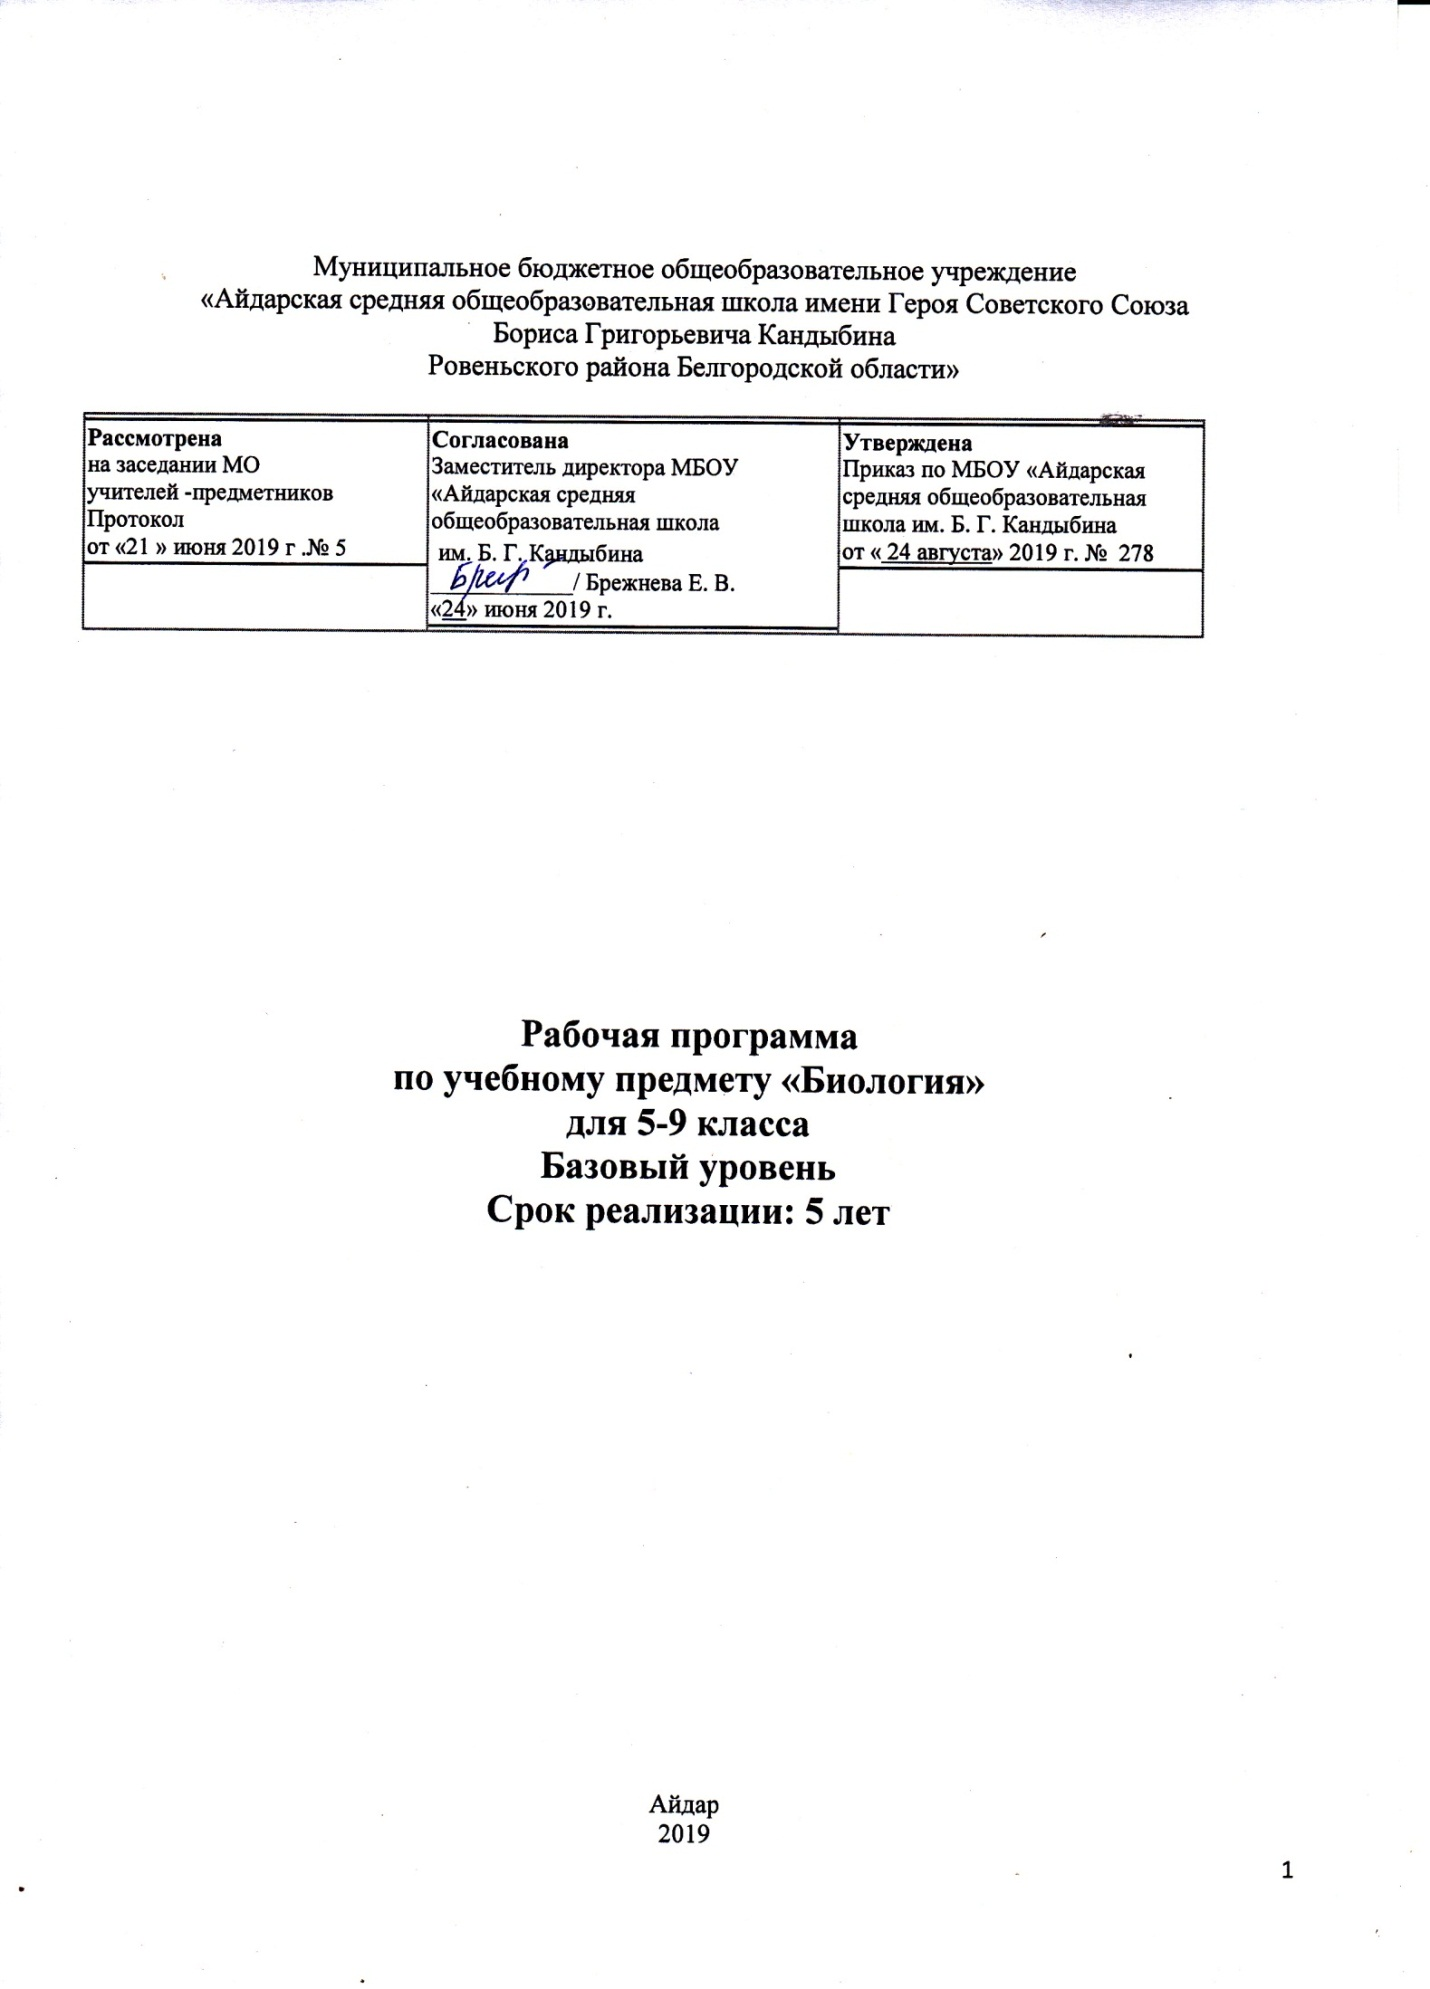 Муниципальное бюджетное общеобразовательное учреждение
«Айдарская средняя общеобразовательная школа имени Героя Советского Союза
Бориса Григорьевича Кандыбина
Ровеньского района Белгородской области»
Рассмотрена
на заседании МО
учителей -предметников
Протокол
от «21 » июня 2019 г .№ 5
Согласована
Заместитель директора МБОУ
«Айдарская средняя
общеобразовательная школа
им. Б. Г. Кандыбина
____________/ Брежнева Е. В.
«24» июня 2019 г.
Утверждена
Приказ по МБОУ «Айдарская
средняя общеобразовательная
школа им. Б. Г. Кандыбина
от « 24 августа» 2019 г. № 278
Рабочая программа
по учебному предмету «Биология»
для 5-9 класса
Базовый уровень
Срок реализации: 5 лет
Айдар
2019
1